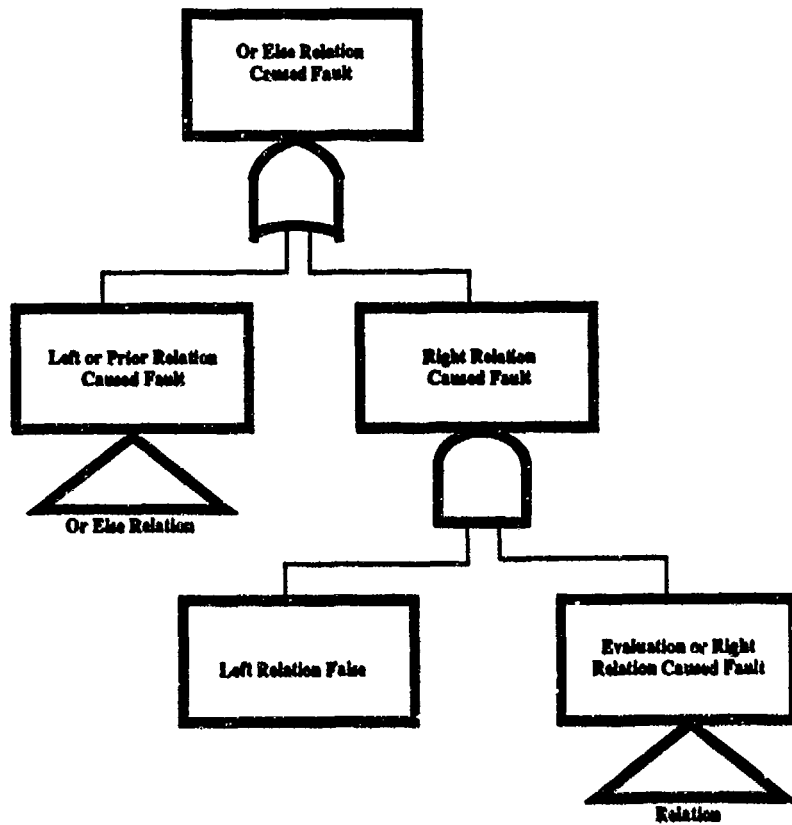 Or Else Relation
Caused Fault
Left or Prior Relation
Caused Fault
Right Relation
Caused Fault
Or Else Relation
Left Relation False
Evaluation or Right
Relation Caused Fault
Relation